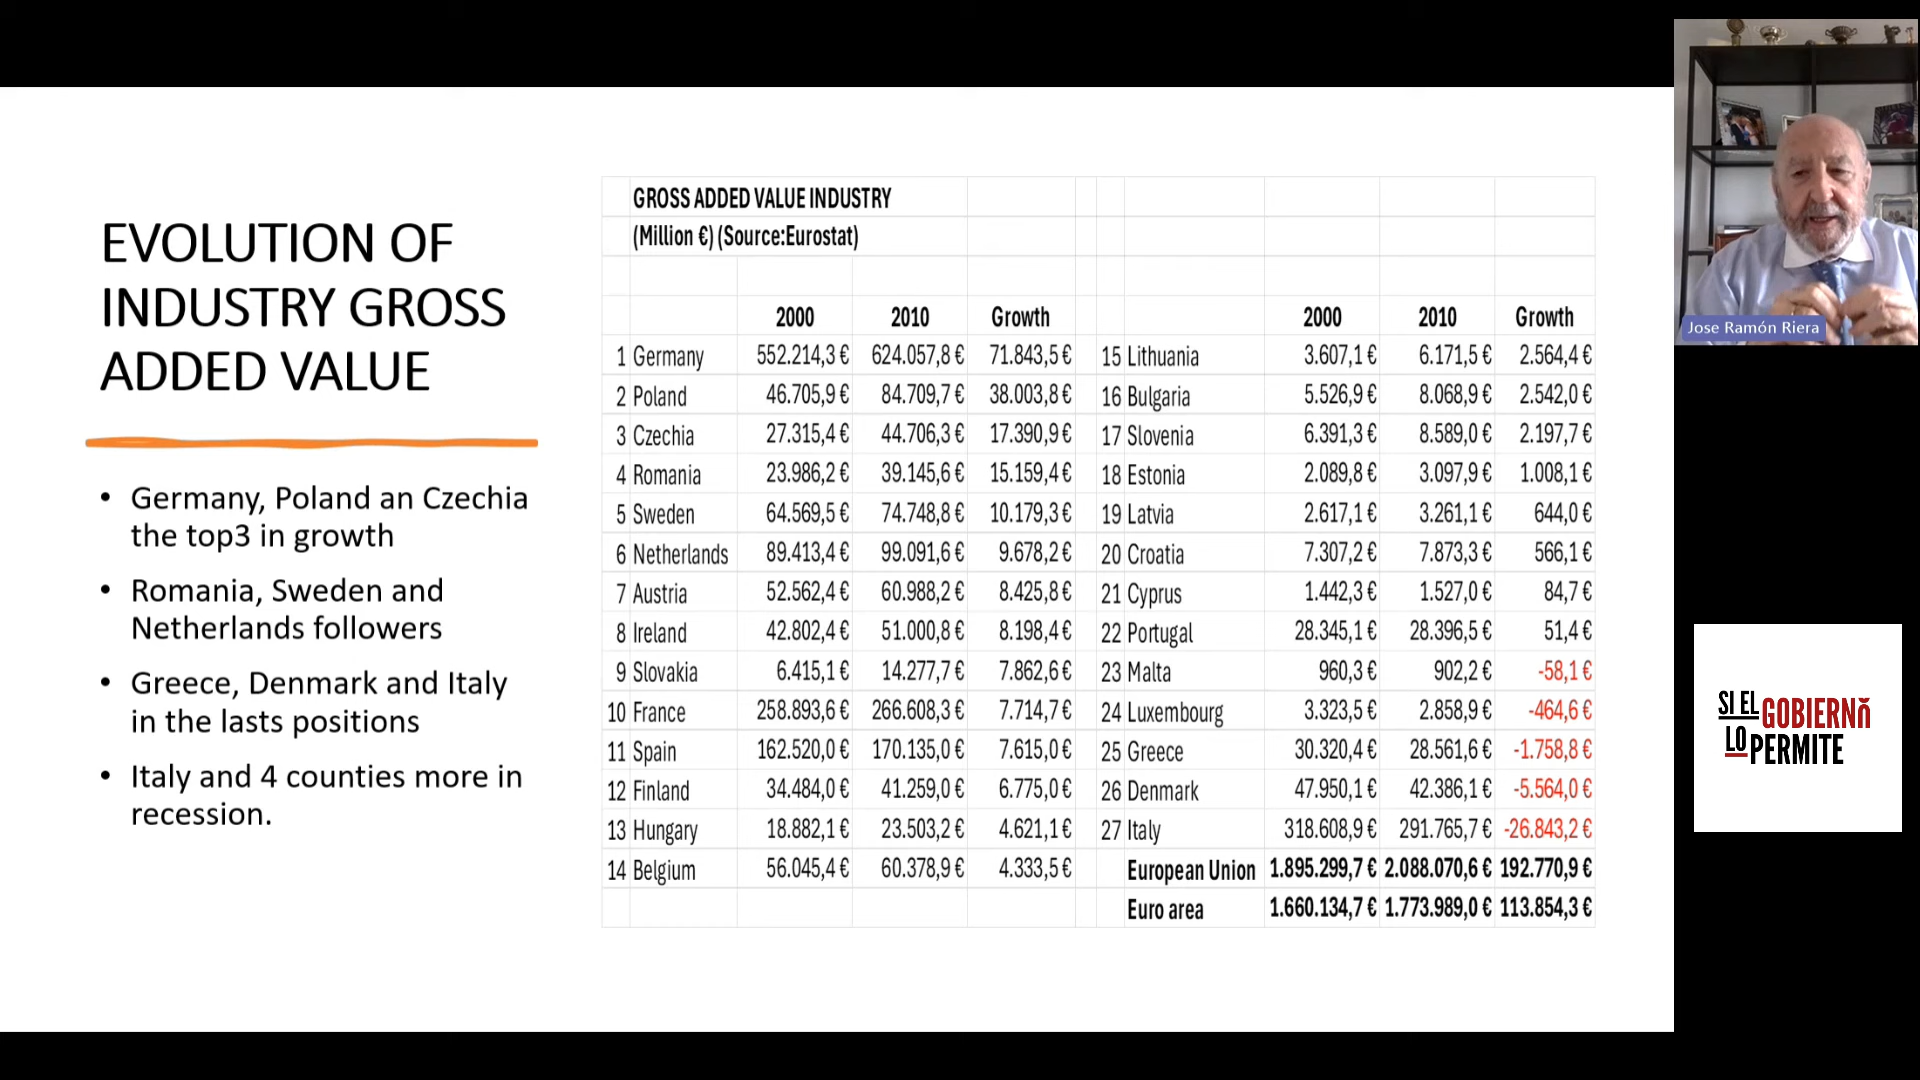 EVOLUTION OF
INDUSTRY GROSS
ADDED VALUE
• Germany, Poland an Czechia
the top3 in growth
• Romania, Sweden and
Netherlands followers
• Greece, Denmark and Italy
in the lasts positions
• Italy and 4 counties more in
recession.
GROSS ADDED VALUE INDUSTRY
(Million €) (Source:Eurostat)
2000 2010 Growth
1 Germany 552.214,3 € 624.057,8 € 71.843,5 €
2 Poland 46.705,9 € 84.709,7 € 38.003,8 €
3 Czechia 27.315,4 € 44.706,3 € 17.390,9 €
4 Romania 23.986,2 € 39.145,6 € 15.159,4 €
5 Sweden 64.569,5 € 74.748,8 € 10.179,3 €
6 Netherlands 89.413,4 € 99.091,6 € 9.678,2 €
7 Austria 52.562,4 € 60.988,2 € 8.425,8 €
8 Ireland 42.802,4 € 51.000,8 € 8.198,4 €
9 Slovakia 6.415,1 € 14.277,7 € 7.862,6 €
10 France 258.893,6 € 266.608,3 € 7.714,7 €
11 Spain 162.520,0 € 170.135,0 € 7.615,0 €
12 Finland 34.484,0 € 41.259,0 € 6.775,0 €
13 Hungary 18.882,1 € 23.503,2 € 4.621,1 €
14 Belgium 56.045,4 € 60.378,9 € 4.333,5 €
2000 2010 Growth
15 Lithuania 3.607,1 € 6.171,5 € 2.564,4 €
16 Bulgaria 5.526,9 € 8.068,9 € 2.542,0 €
17 Slovenia 6.391,3 € 8.589,0 € 2.197,7 €
18 Estonia 2.089,8 € 3.097,9 € 1.008,1 €
19 Latvia 2.617,1 € 3.261,1 € 644,0 €
20 Croatia 7.307,2 € 7.873,3 € 566,1 €
21 Cyprus 1.442,3 € 1.527,0 € 84,7 €
22 Portugal 28.345,1 € 28.396,5 € 51,4 €
23 Malta 960,3 € 902,2 € -58,1 €
24 Luxembourg 3.323,5 € 2.858,9 € -464,6 €
25 Greece 30.320,4 € 28.561,6 € -1.758,8 €
26 Denmark 47.950,1 € 42.386,1 € -5.564,0 €
27 Italy 318.608,9 € 291.765,7 € -26.843,2 €
European Union 1.895.299,7 € 2.088.070,6 € 192.770,9 €
Euro area 1.660.134,7 € 1.773.989,0 € 113.854,3 €
Jose Ramón Riera
SI EL GOBIERNO
LO PERMITE